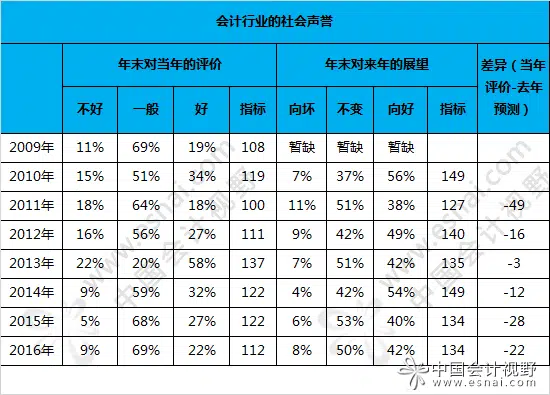 会计行业的社会声誉
年末对当年的评价 年末对来年的展望 差异（当年评价-去年预测）
不好 一般 好 指标 向坏 不变 向好 指标
2009年 11% 69% 19% 108 暂缺 暂缺 暂缺
2010年 15% 51% 34% 119 7% 37% 56% 149
2011年 18% 64% 18% 100 11% 51% 38% 127 -49
2012年 16% 56% 27% 111 9% 42% 49% 140 -16
2013年 22% 20% 58% 137 7% 51% 42% 135 -3
2014年 9% 59% 32% 122 4% 42% 54% 149 -12
2015年 5% 68% 27% 122 6% 53% 40% 134 -28
2016年 9% 69% 22% 112 8% 50% 42% 134 -22
中国会计视野
www.esnai.com